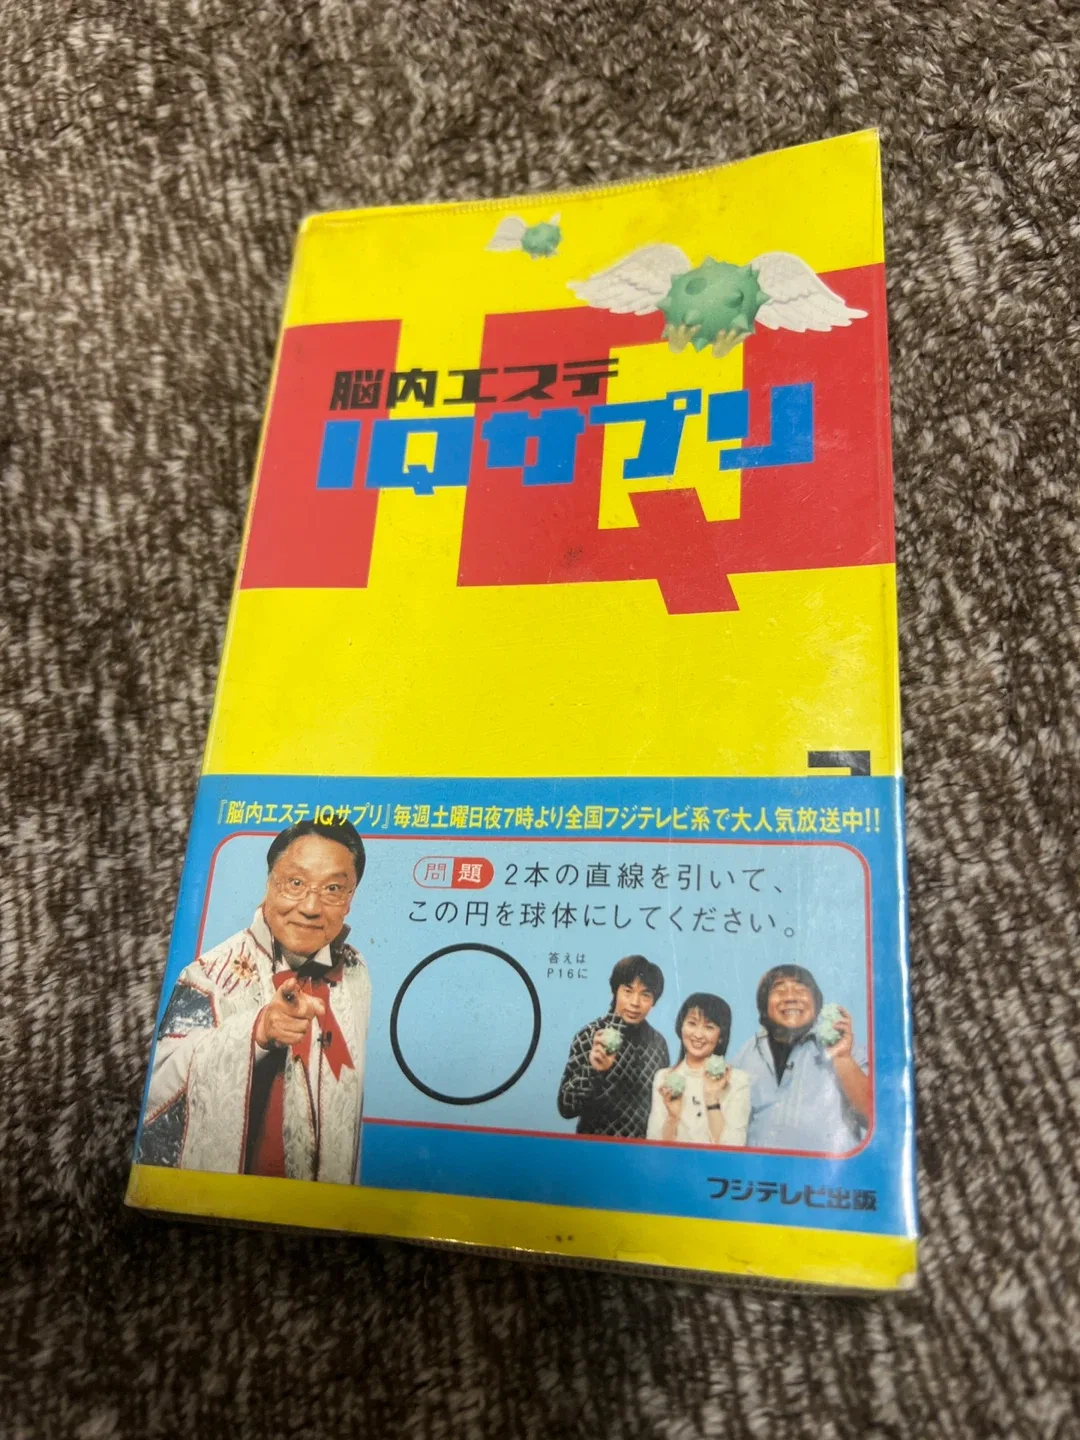 IQ
脳内エステ
IQサプリ
『脳内エステ IQサプリ』毎週土曜日夜7時より全国フジテレビ系で大人気放送中!!
問題 2本の直線を引いて、
この円を球体にしてください。
答えは
P16に
フジテレビ出版